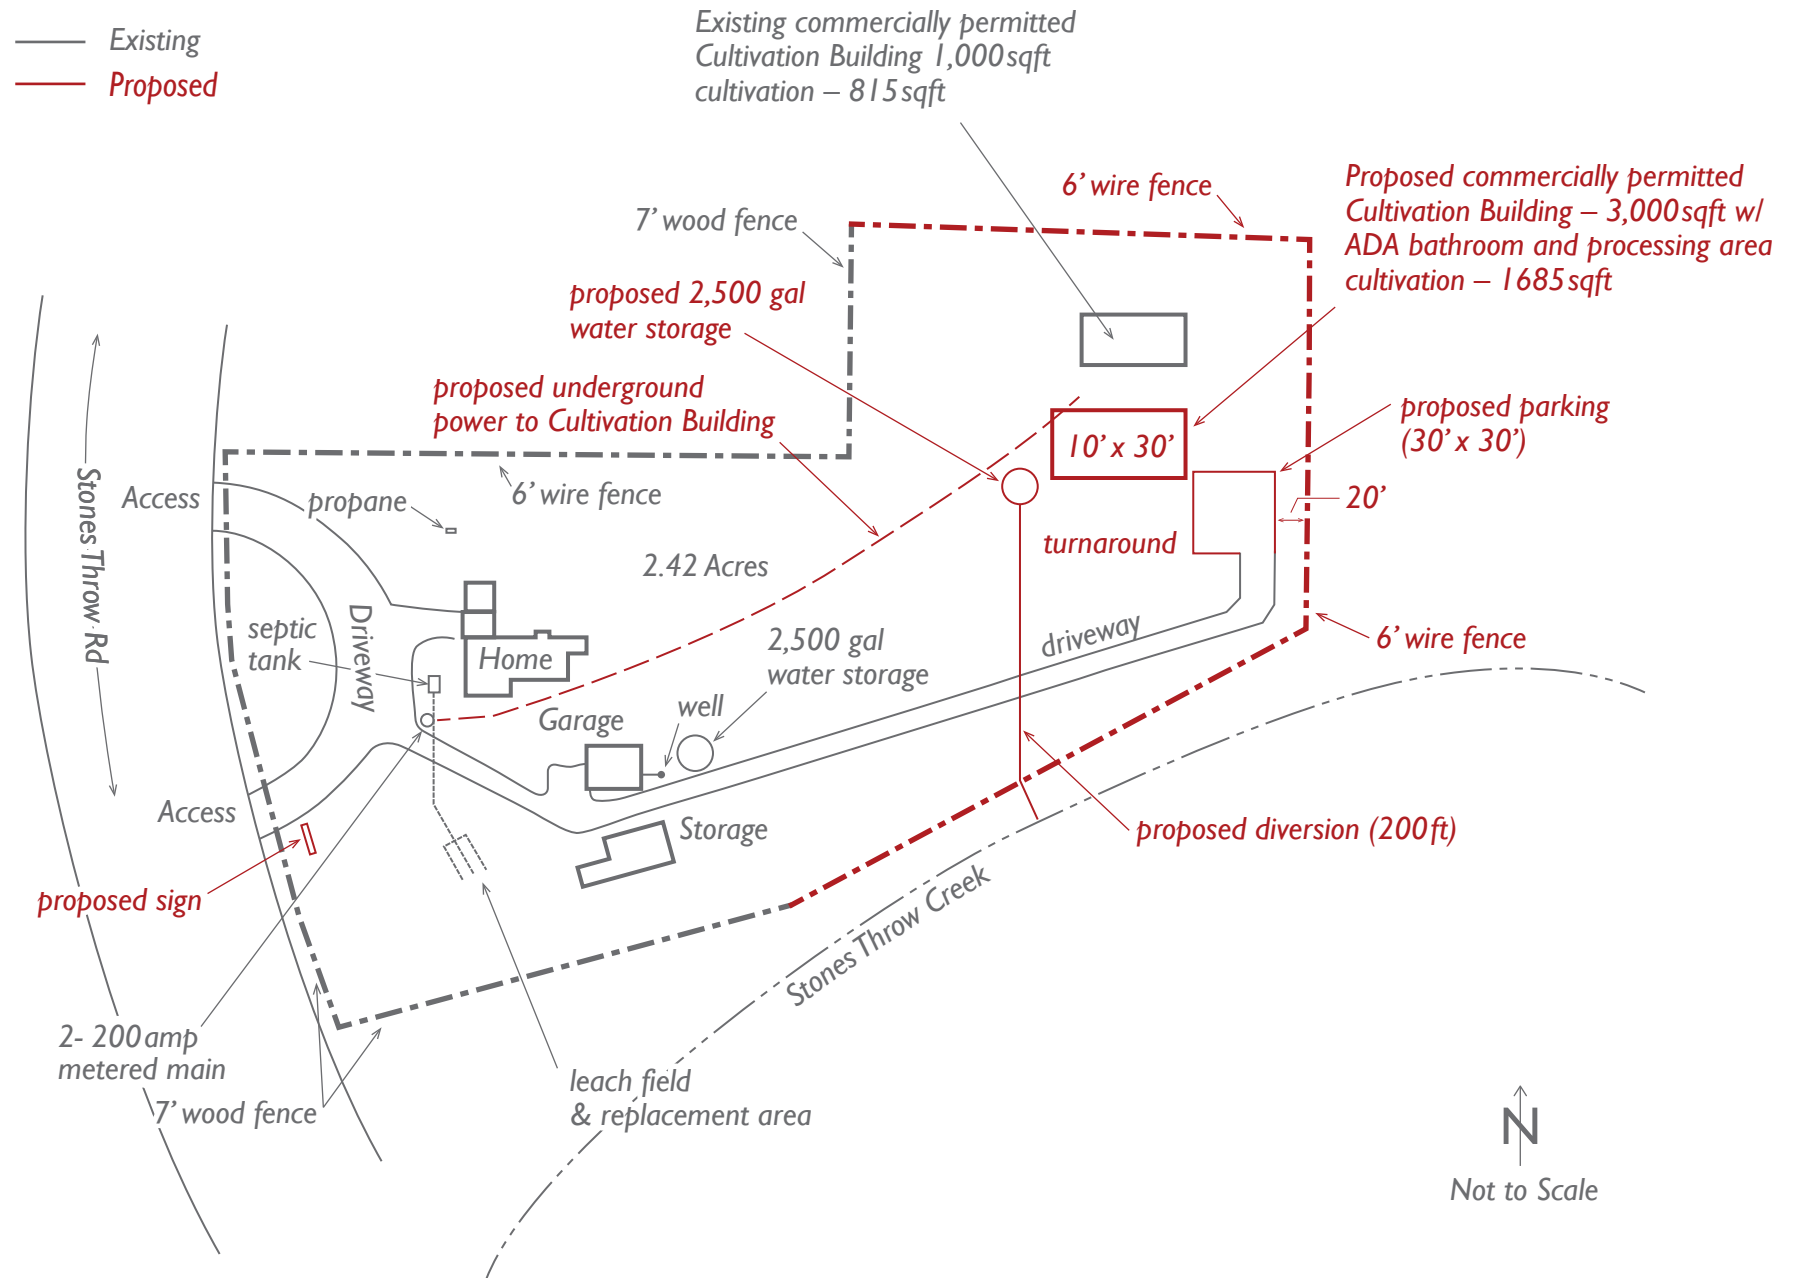 Existing
Proposed
Existing commercially permitted
Cultivation Building 1,000sqft
cultivation – 815sqft
6’ wire fence
Proposed commercially permitted
Cultivation Building – 3,000sqft w/
ADA bathroom and processing area
cultivation – 1685sqft
7’ wood fence
proposed 2,500 gal
water storage
proposed underground
power to Cultivation Building
10’ x 30’
proposed parking
(30’ x 30’)
20’
Access
propane
6’ wire fence
Stones Throw Rd
turnaround
2.42 Acres
Driveway
septic
tank
Home
2,500 gal
water storage
driveway
6’ wire fence
Garage
well
Access
Storage
proposed diversion (200ft)
proposed sign
Stones Throw Creek
2- 200amp
metered main
7’ wood fence
leach field
& replacement area
N
Not to Scale